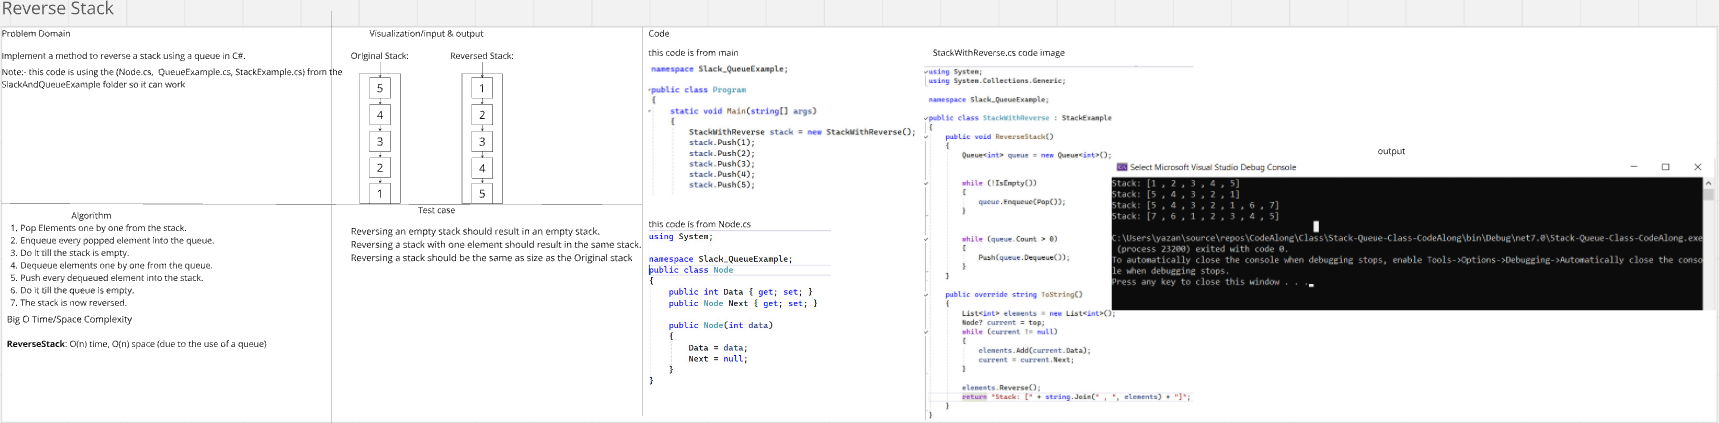 Reverse Stack
Problem Domain
Implement a method to reverse a stack using a queue in C#.
Note:- this code is using the (Node.cs, QueueExample.cs, StackExample.cs) from the
SlackAndQueueExample folder so it can work
Visualization/input & output
Original Stack:
5
4
3
2
1
Reversed Stack:
1
2
3
4
5
Algorithm
1. Pop Elements one by one from the stack.
2. Enqueue every popped element into the queue.
3. Do it till the stack is empty.
4. Dequeue elements one by one from the queue.
5. Push every dequeued element into the stack.
6. Do it till the queue is empty.
7. The stack is now reversed.
Big O Time/Space Complexity
ReverseStack: O(n) time, O(n) space (due to the use of a queue)
Test case
Reversing an empty stack should result in an empty stack.
Reversing a stack with one element should result in the same stack.
Reversing a stack should be the same as size as the Original stack
Code
this code is from main
namespace Slack_QueueExample;
public class Program
{
static void Main(string[] args)
{
StackWithReverse stack = new StackWithReverse();
stack.Push(1);
stack.Push(2);
stack.Push(3);
stack.Push(4);
stack.Push(5);
this code is from Node.cs
using System;
namespace Slack_QueueExample;
public class Node
{
public int Data { get; set; }
public Node Next { get; set; }
public Node(int data)
{
Data = data;
Next = null;
}
}
StackWithReverse.cs code image
using System;
using System.Collections.Generic;
namespace Slack_QueueExample;
public class StackWithReverse : StackExample
{
public void ReverseStack()
{
Queue<int> queue = new Queue<int>();
while (!IsEmpty())
{
queue.Enqueue(Pop());
}
while (queue.Count > 0)
{
Push(queue.Dequeue());
}
}
public override string ToString()
{
List<int> elements = new List<int>();
Node? current = top;
while (current != null)
{
elements.Add(current.Data);
current = current.Next;
}
elements.Reverse();
return "Stack: [" + string.Join(" , ", elements) + "]";
}
}
output
Select Microsoft Visual Studio Debug Console
Stack: [1 , 2 , 3 , 4 , 5]
Stack: [5 , 4 , 3 , 2 , 1]
Stack: [5 , 4 , 3 , 2 , 1 , 6 , 7]
Stack: [7 , 6 , 1 , 2 , 3 , 4 , 5]
C:\Users\yazan\source\repos\CodeAlong\Class\Stack-Queue-Class-CodeAlong\bin\Debug\net7.0\Stack-Queue-Class-CodeAlong.exe
(process 23200) exited with code 0.
To automatically close the console when debugging stops, enable Tools->Options->Debugging->Automatically close the conso
le when debugging stops.
Press any key to close this window . . .